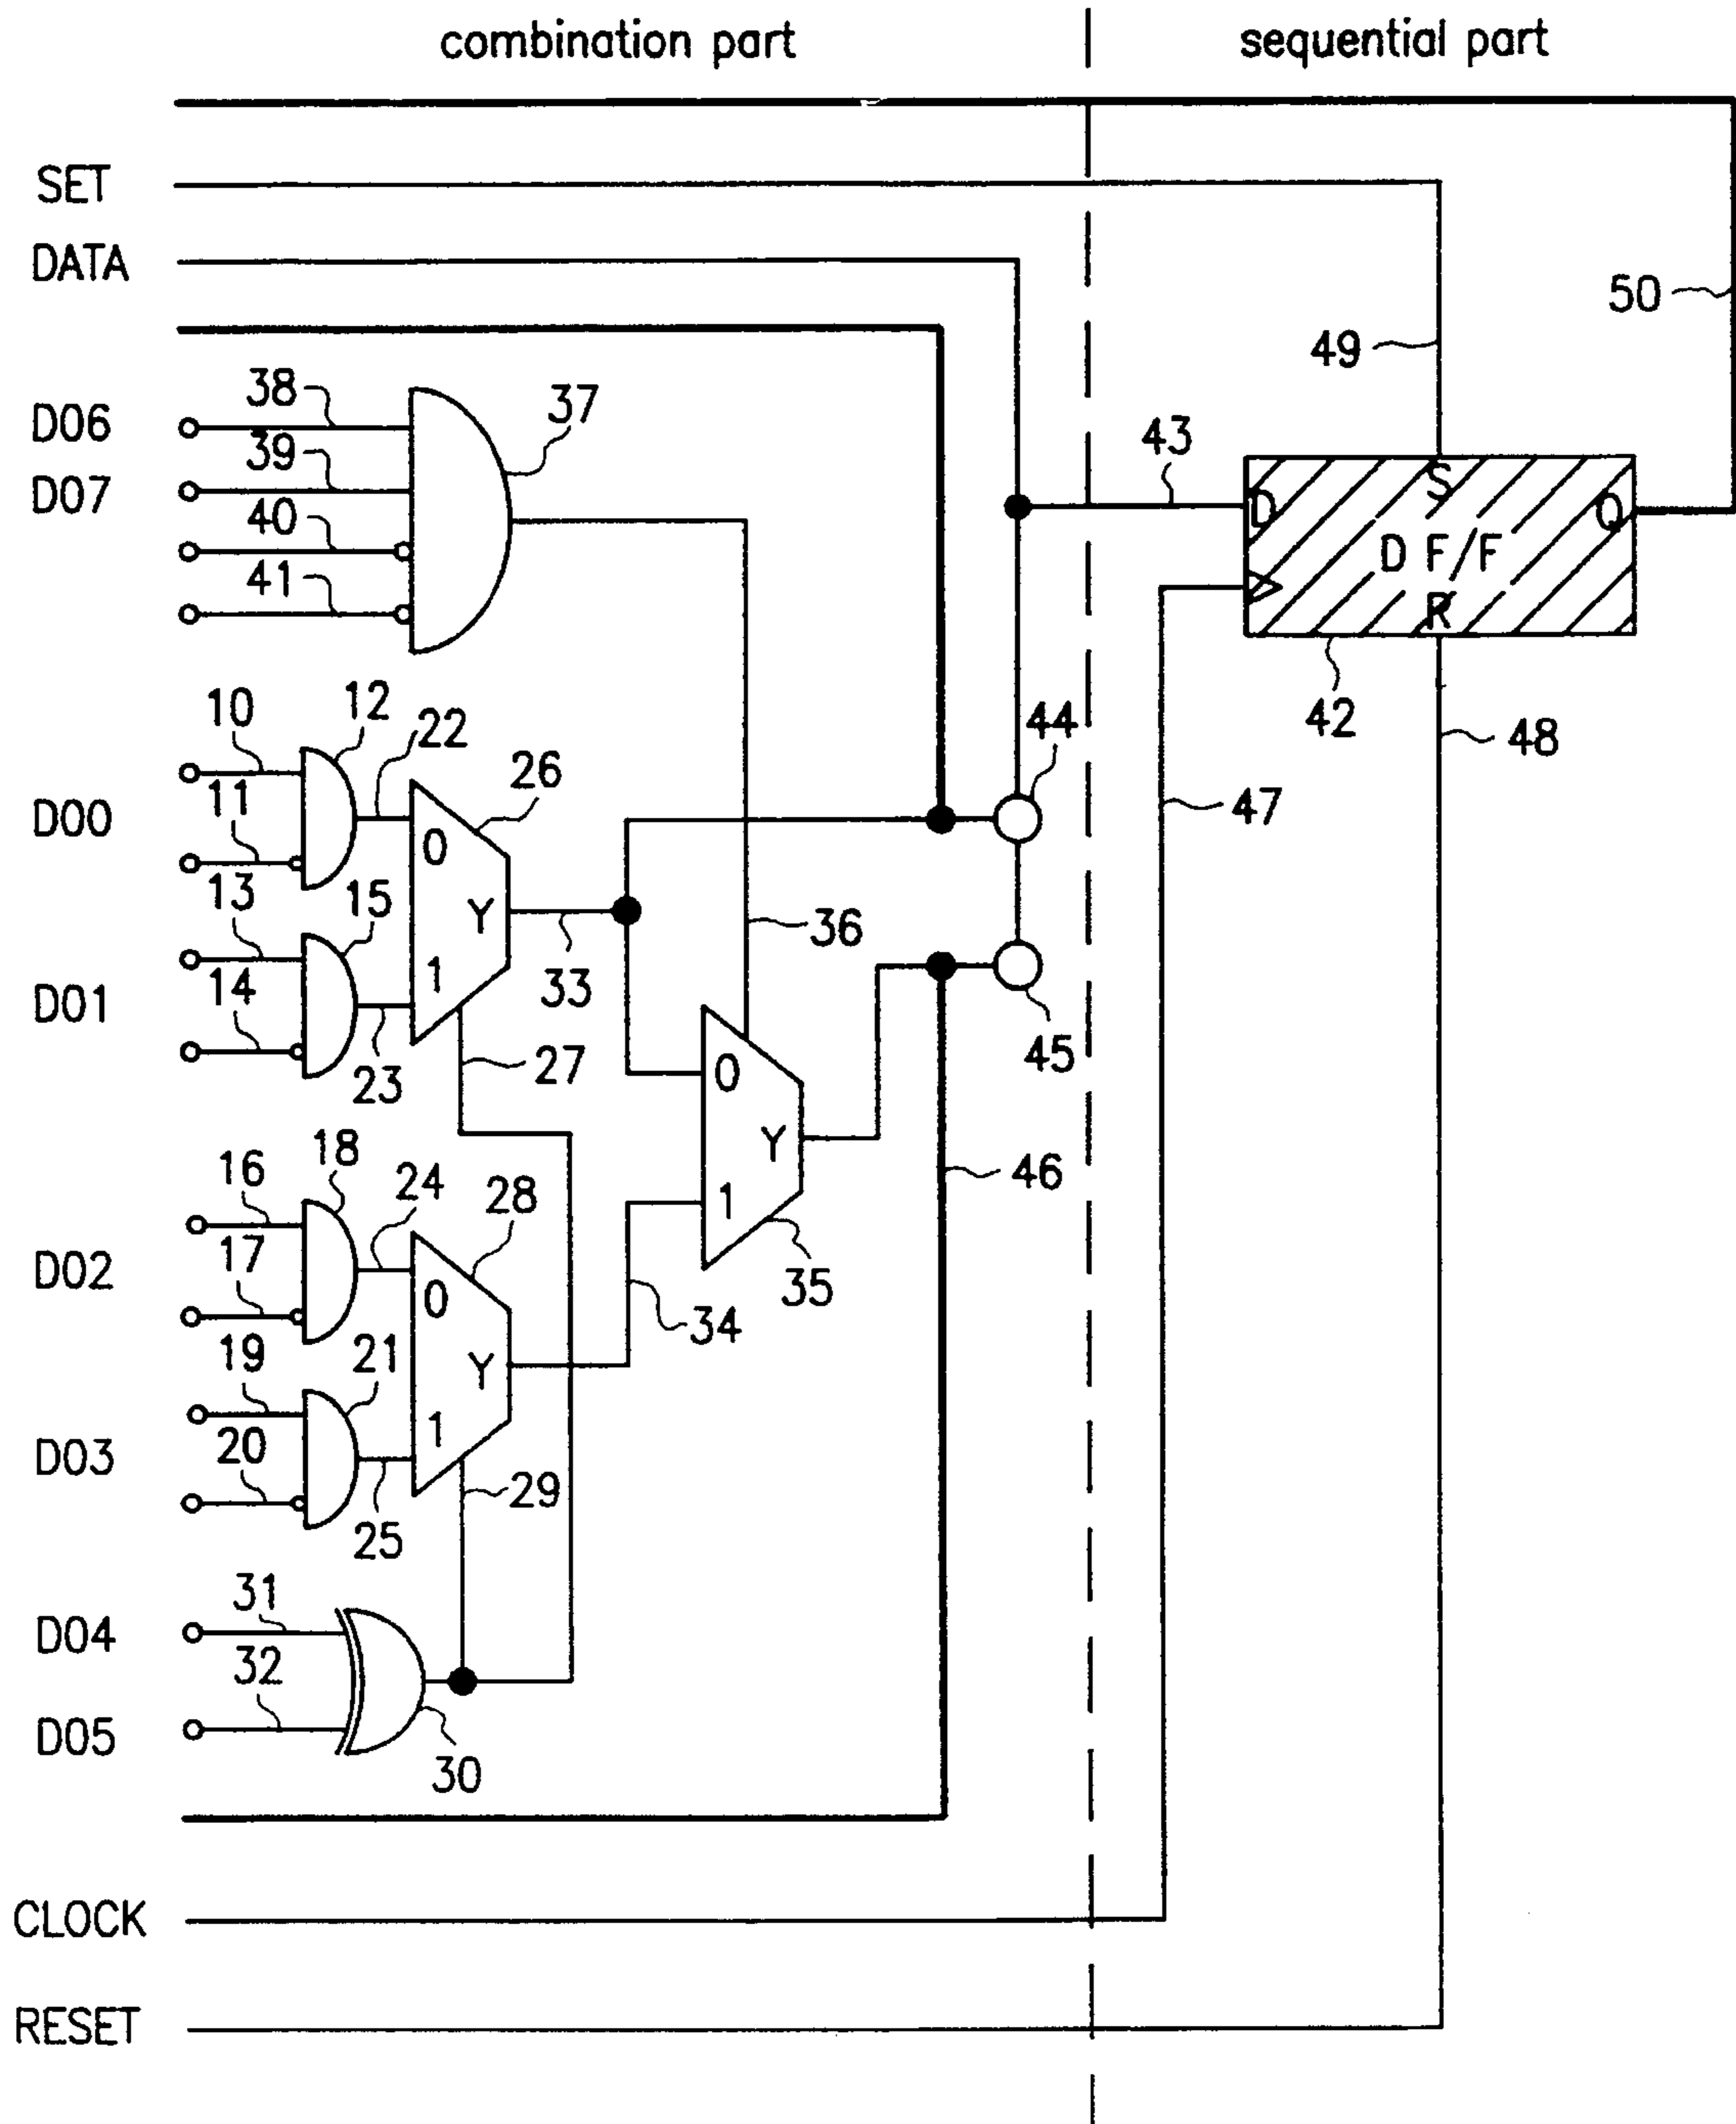 combination part
sequential part
SET
DATA
50
49
38
37
D06
39
43
D07
40
S
D
Q
D F/F
41
R
10
12
22
44
42
48
26
11
47
D00
0
13
15
Y
36
14
1
33
D01
45
27
23
0
18
Y
16
24
28
46
1
17
D02
0
35
34
19
21
Y
1
20
D03
29
25
31
D04
32
D05
30
CLOCK
RESET